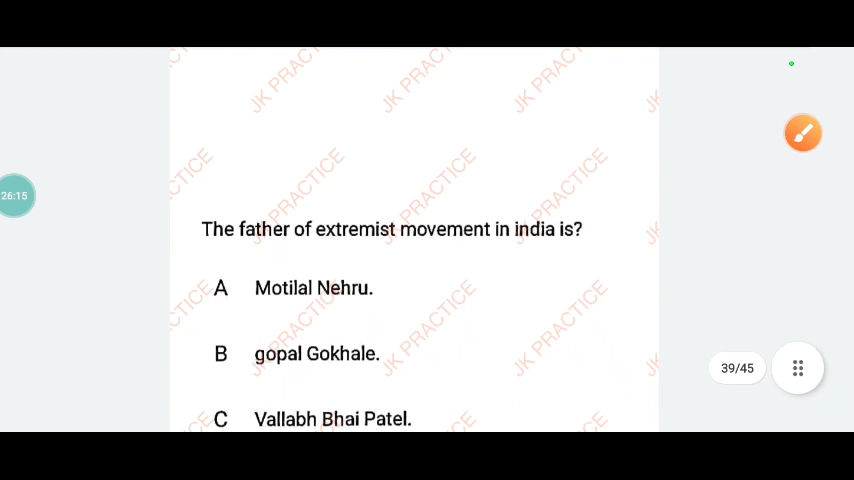 JK PRACTICE
26:15
The father of extremist movement in india is?
A Motilal Nehru.
B gopal Gokhale.
39/45
C Vallabh Bhai Patel.